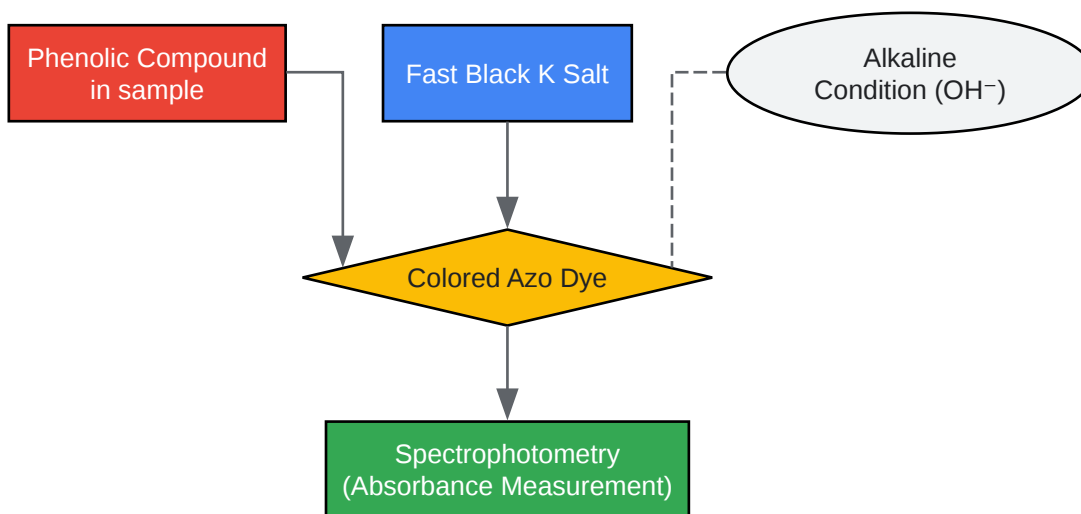 Phenolic Compound
in sample
Fast Black K Salt
Alkaline
Condition (OH⁻)
Colored Azo Dye
Spectrophotometry
(Absorbance Measurement)